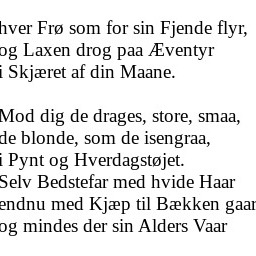 hver Frø som for sin Fjende flyr,
og Laxen drog paa Æventyr
i Skjæret af din Maane.

Mod dig de drages, store, smaa,
de blonde, som de isengraa,
i Pynt og Hverdagstøjet.
Selv Bedstefar med hvide Haar
endnu med Kjæp til Bækken gaar
og mindes der sin Alders Vaar